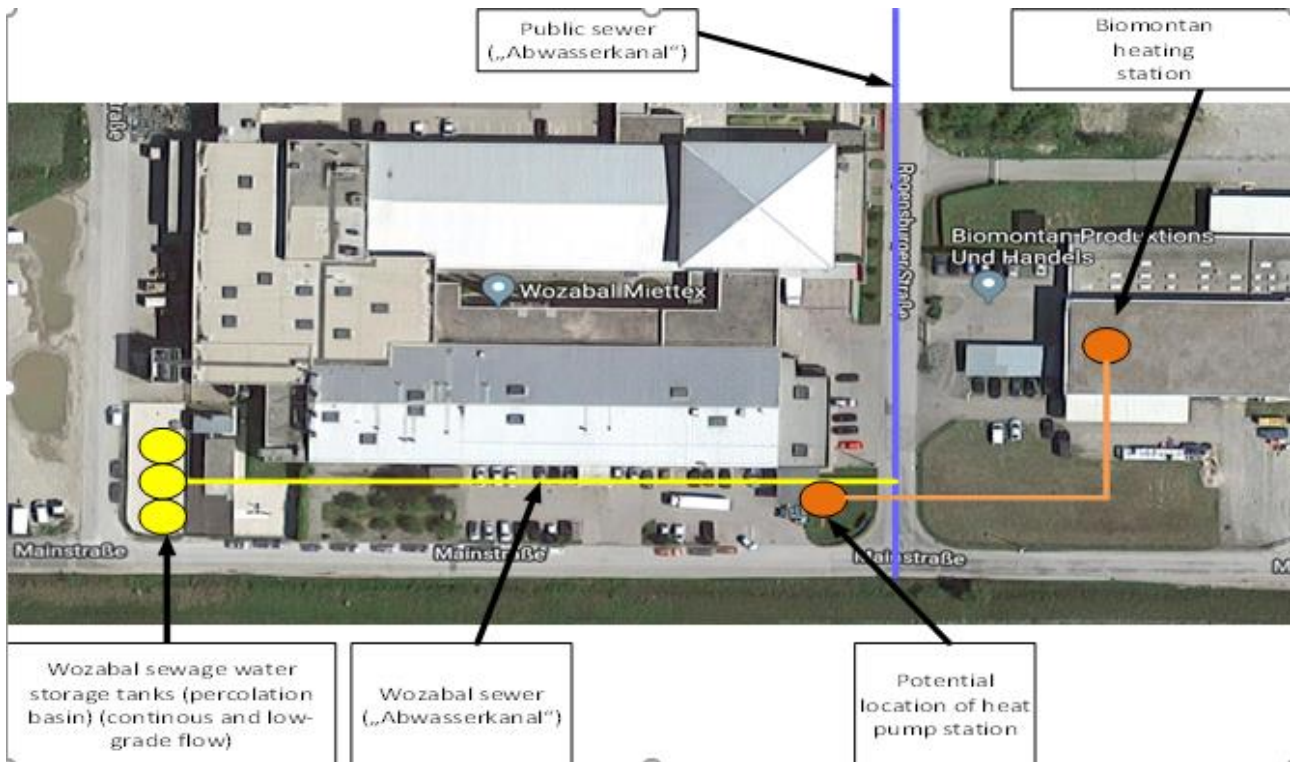 Public sewer
(„Abwasserkanal“)
Biomontan
heating
station
traße
Regensburger Straße
Biomontan Produktions
Und Handels
Wozabal Miettex
Mainstraße
Mainstraße
Mainstraße
M
Wozabal sewage water
storage tanks (percolation
basin) (continous and low-
grade flow)
Wozabal sewer
(„Abwasserkanal“)
Potential
location of heat
pump station